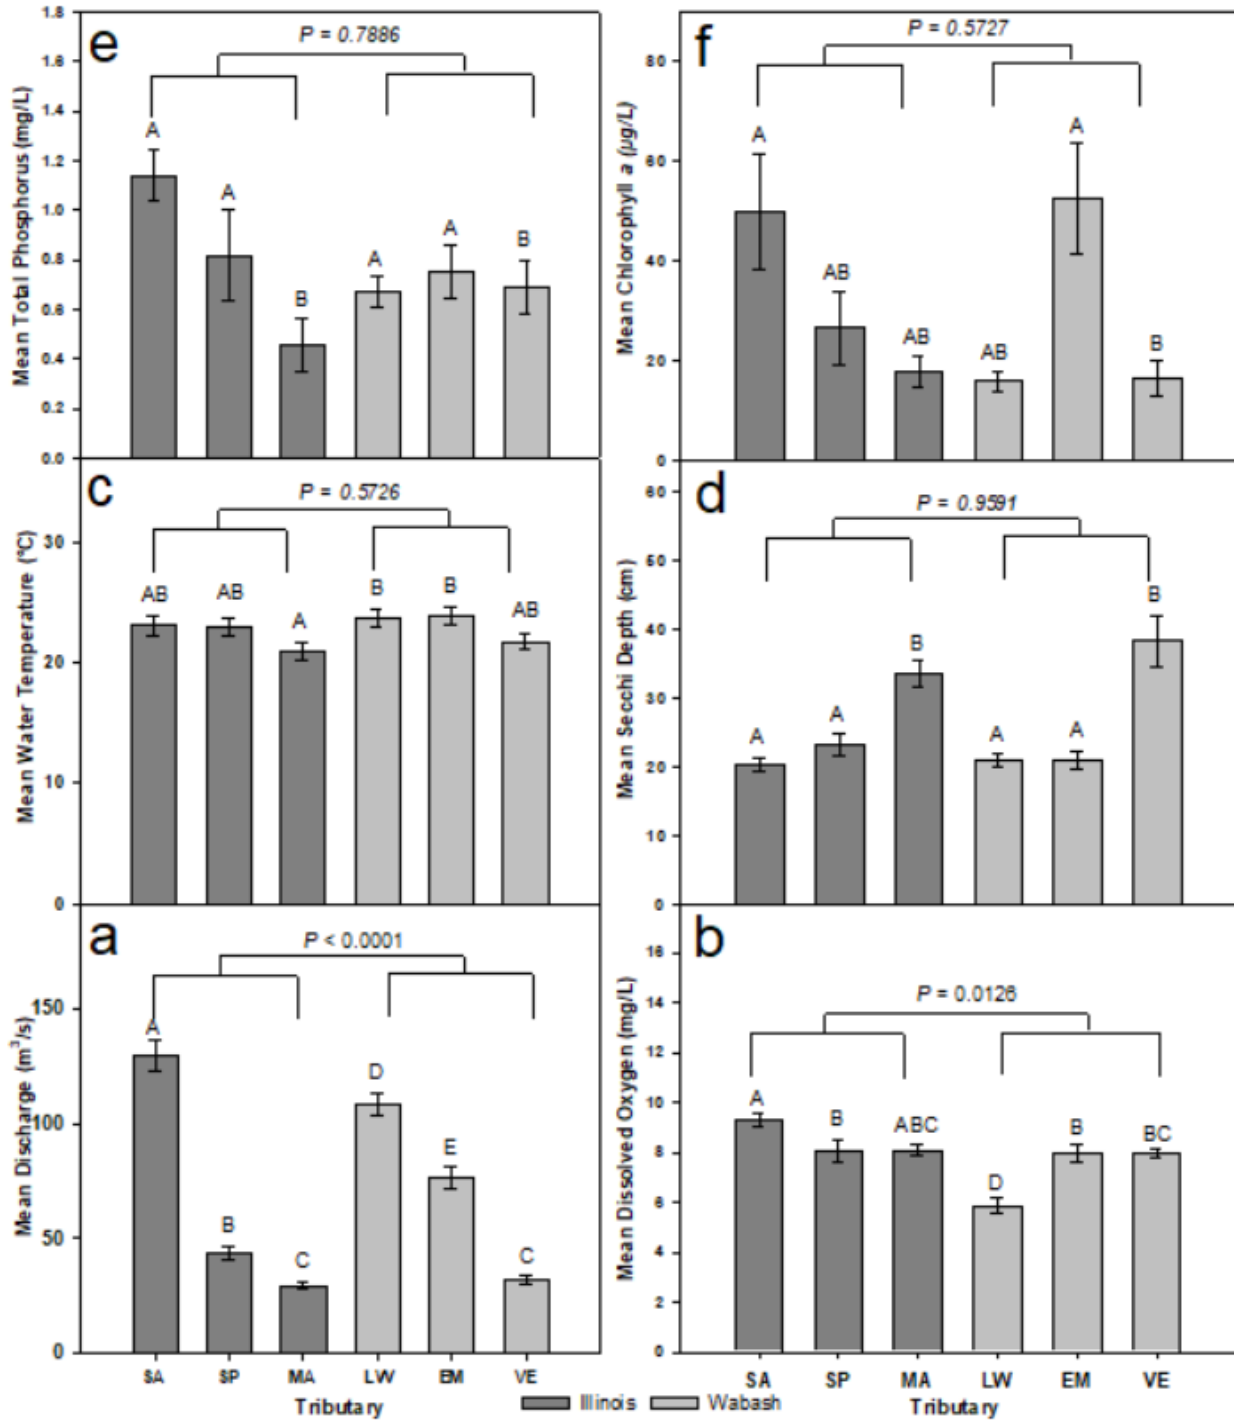 e
P = 0.7886
Mean Total Phosphorus (mg/L)
1.8
1.6
1.4
1.2
1.0
0.8
0.6
0.4
0.2
0.0
A
A
B
A
A
B
f
P = 0.5727
Mean Chlorophyll a (µg/L)
80
60
40
20
0
A
AB
AB
AB
A
B
c
P = 0.5726
Mean Water Temperature (°C)
30
20
10
0
AB
AB
A
B
B
AB
d
P = 0.9591
Mean Secchi Depth (cm)
60
50
40
30
20
10
0
A
A
B
A
A
B
a
P < 0.0001
Mean Discharge (m³/s)
150
100
50
0
A
B
C
D
E
C
SA SP MA LW EM VE
Tributary
b
P = 0.0126
Mean Dissolved Oxygen (mg/L)
16
14
12
10
8
6
4
2
0
A
B
ABC
D
B
BC
SA SP MA LW EM VE
Tributary
Illinois Wabash